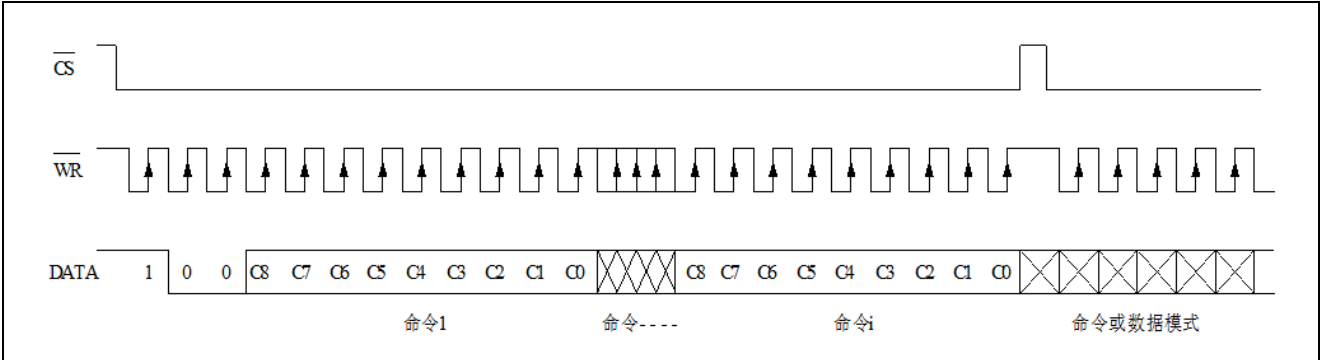 CS
WR
DATA 1 0 0 C8 C7 C6 C5 C4 C3 C2 C1 C0 C8 C7 C6 C5 C4 C3 C2 C1 C0
命令1 命令---- 命令i 命令或数据模式